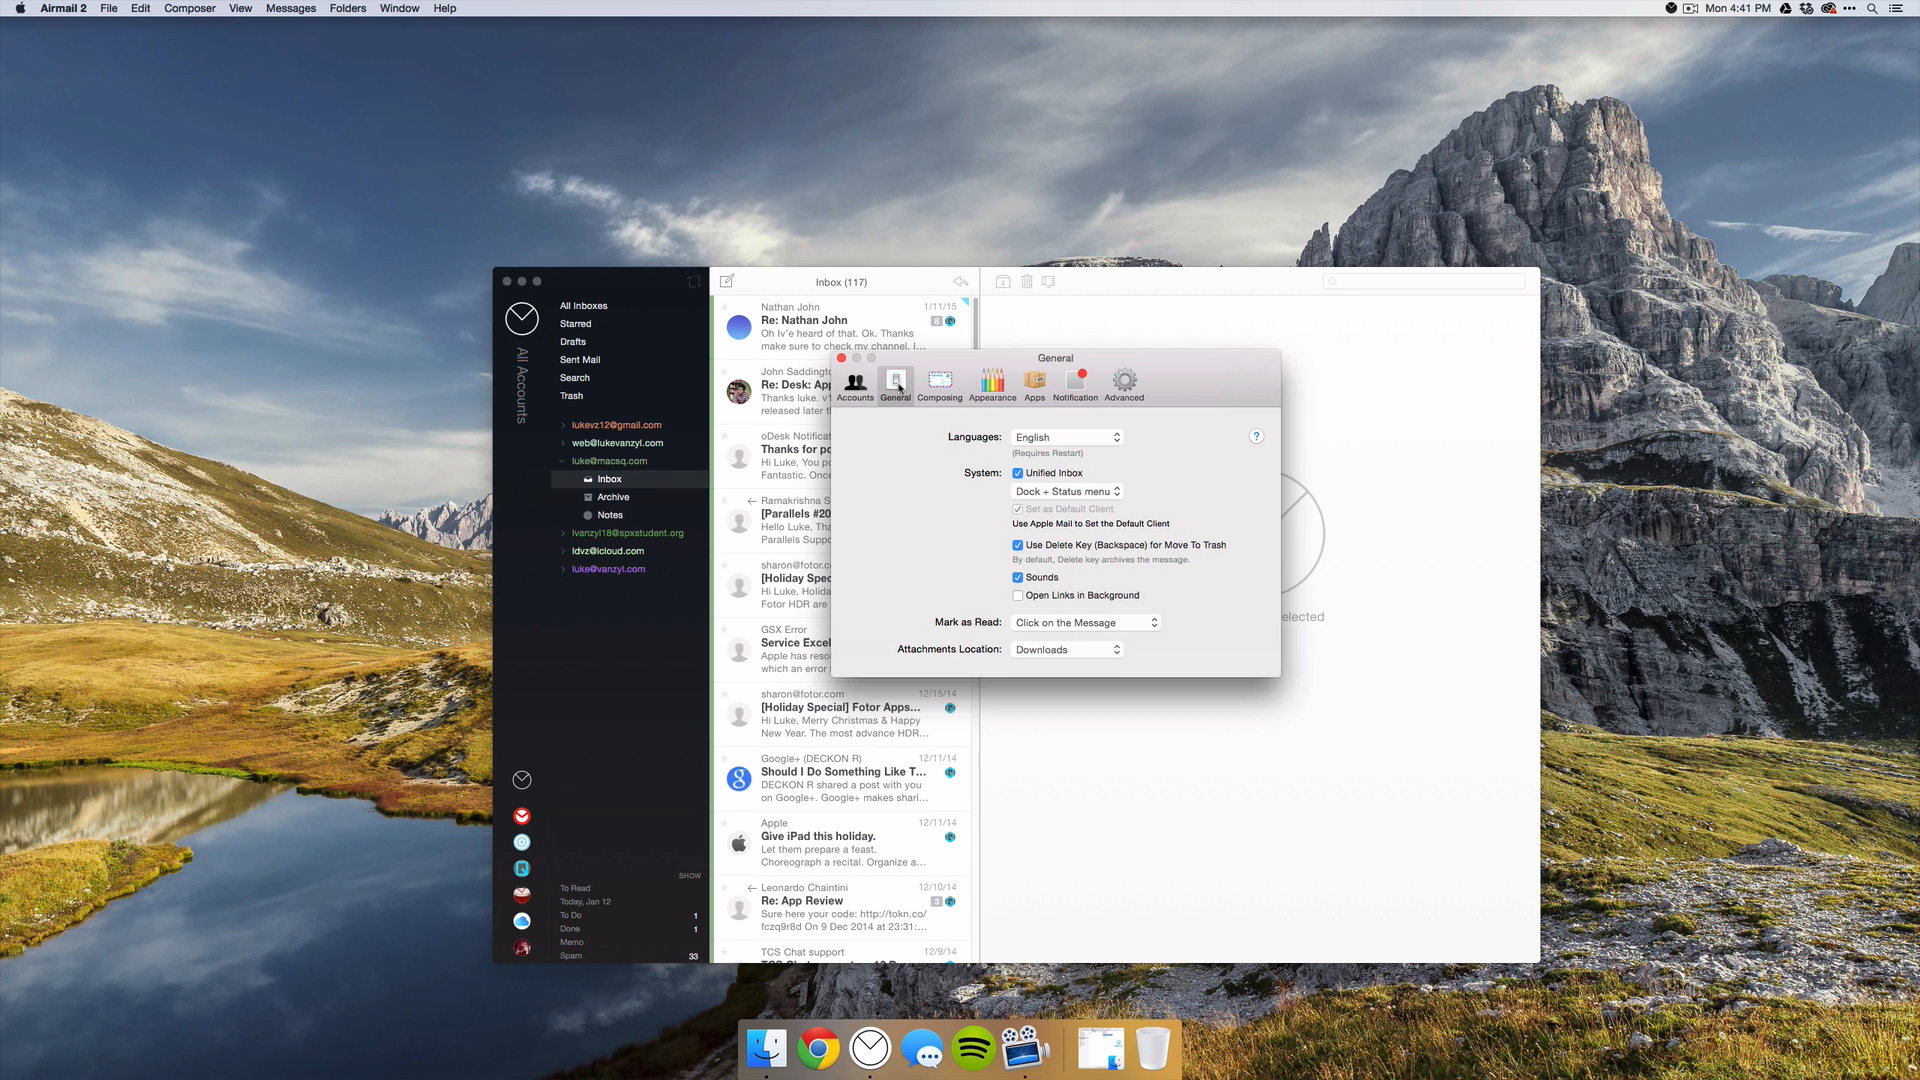 Airmail 2 File Edit Composer View Messages Folders Window Help
Mon 4:41 PM
All Accounts
All Inboxes
Starred
Drafts
Sent Mail
Search
Trash
lukevz12@gmail.com
web@lukevanzyl.com
luke@macsq.com
Inbox
Archive
Notes
lvanzyl18@spxstudent.org
ldvz@icloud.com
luke@vanzyl.com
SHOW
To Read
Today, Jan 12
To Do 1
Done 1
Memo
Spam 33
Inbox (117)
Nathan John 1/11/15
Re: Nathan John 8
Oh Iv'e heard of that. Ok. Thanks
make sure to check my channel. I...
John Saddingt
Re: Desk: App
Thanks luke. v1
released later t
oDesk Notificat
Thanks for po
Hi Luke, You po
Fantastic. Once
Ramakrishna S
[Parallels #20
Hello Luke, Tha
Parallels Suppo
sharon@fotor.co
[Holiday Spec
Hi Luke, Holida
Fotor HDR are
GSX Error
Service Excel
Apple has reso
which an error
sharon@fotor.com 12/15/14
[Holiday Special] Fotor Apps...
Hi Luke, Merry Christmas & Happy
New Year. The most advance HDR...
Google+ (DECKON R) 12/11/14
Should I Do Something Like T...
DECKON R shared a post with you
on Google+. Google+ makes shari...
Apple 12/11/14
Give iPad this holiday.
Let them prepare a feast.
Choreograph a recital. Organize a...
Leonardo Chaintini 12/10/14
Re: App Review 3
Sure here your code: http://tokn.co/
fczq9r8d On 9 Dec 2014 at 23:31:...
TCS Chat support 12/9/14
General
Accounts General Composing Appearance Apps Notification Advanced
Languages: English ?
(Requires Restart)
System: Unified Inbox
Dock + Status menu
Set as Default Client
Use Apple Mail to Set the Default Client
Use Delete Key (Backspace) for Move To Trash
By default, Delete key archives the message.
Sounds
Open Links in Background
Mark as Read: Click on the Message
Attachments Location: Downloads
elected